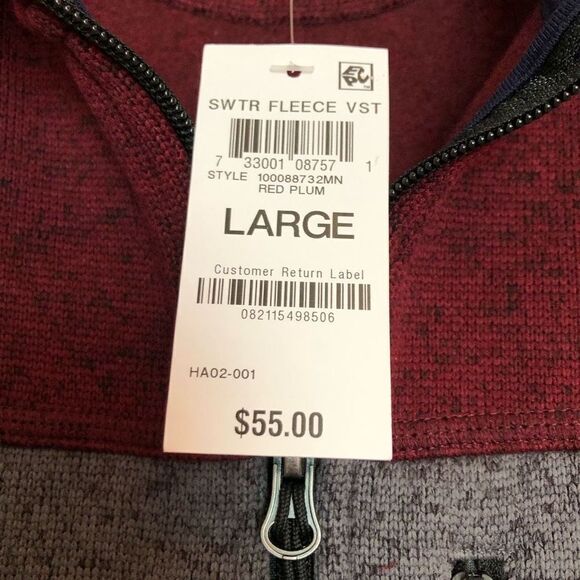 SWTR FLEECE VST
7 33001 08757 1
STYLE 100088732MN
RED PLUM
LARGE
Customer Return Label
082115498506
HA02-001
$55.00